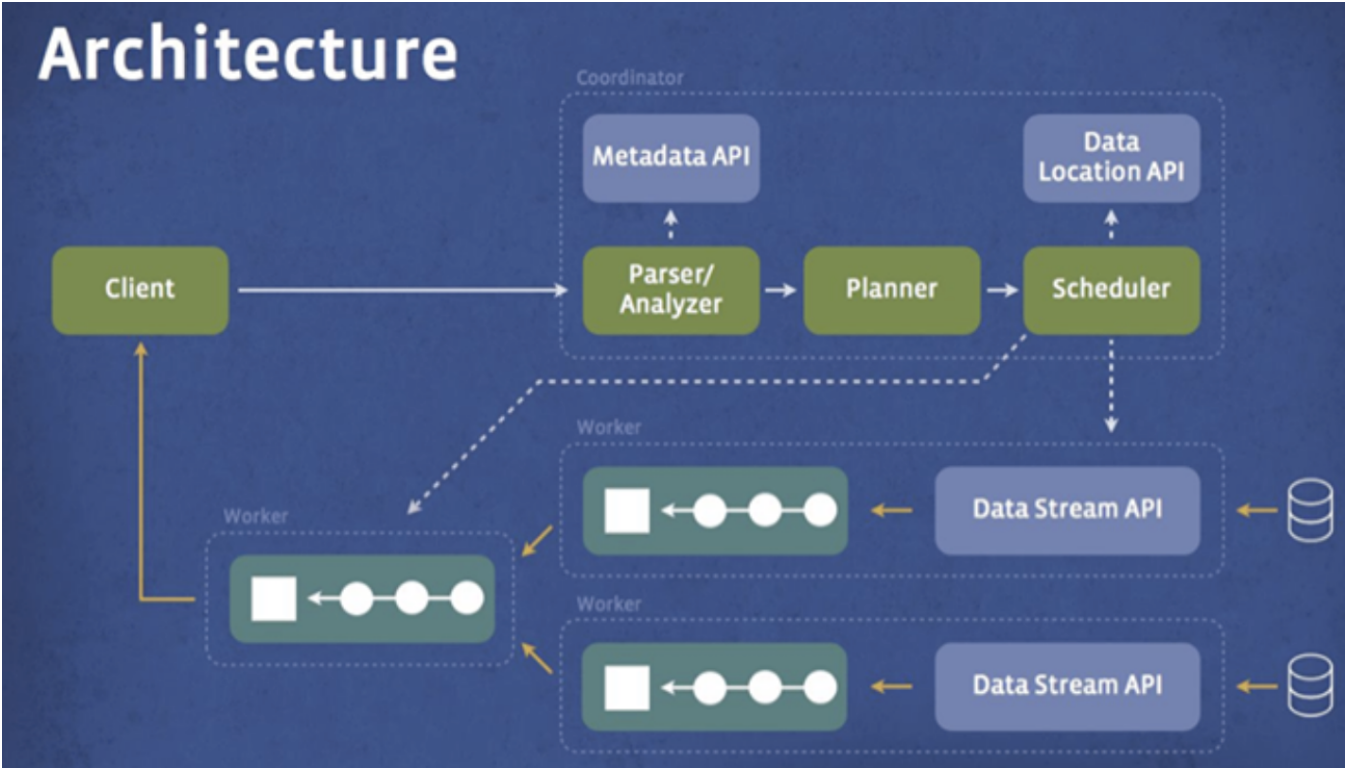 Architecture
Coordinator
Metadata API
Data
Location API
Client
Parser/
Analyzer
Planner
Scheduler
Worker
Data Stream API
Worker
Worker
Data Stream API